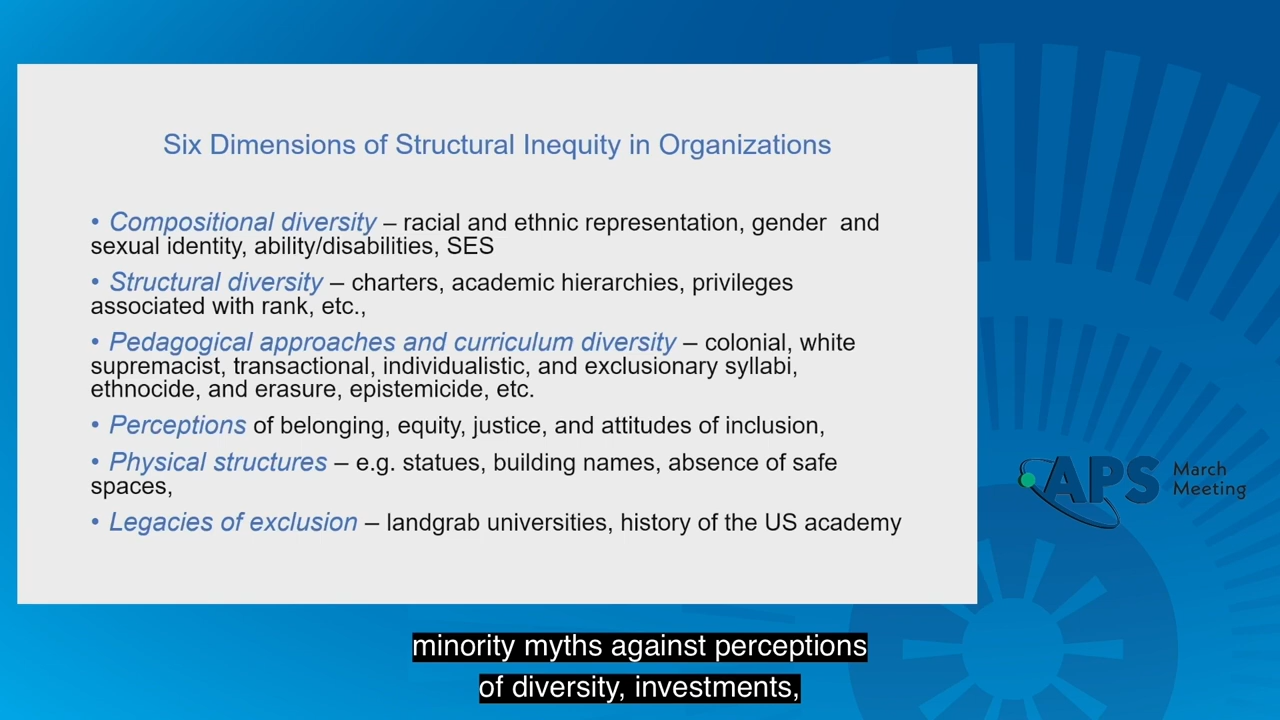 Six Dimensions of Structural Inequity in Organizations
• Compositional diversity – racial and ethnic representation, gender and
sexual identity, ability/disabilities, SES
• Structural diversity – charters, academic hierarchies, privileges
associated with rank, etc.,
• Pedagogical approaches and curriculum diversity – colonial, white
supremacist, transactional, individualistic, and exclusionary syllabi,
ethnocide, and erasure, epistemicide, etc.
• Perceptions of belonging, equity, justice, and attitudes of inclusion,
• Physical structures – e.g. statues, building names, absence of safe
spaces,
• Legacies of exclusion – landgrab universities, history of the US academy
APS March
Meeting
minority myths against perceptions
of diversity, investments,